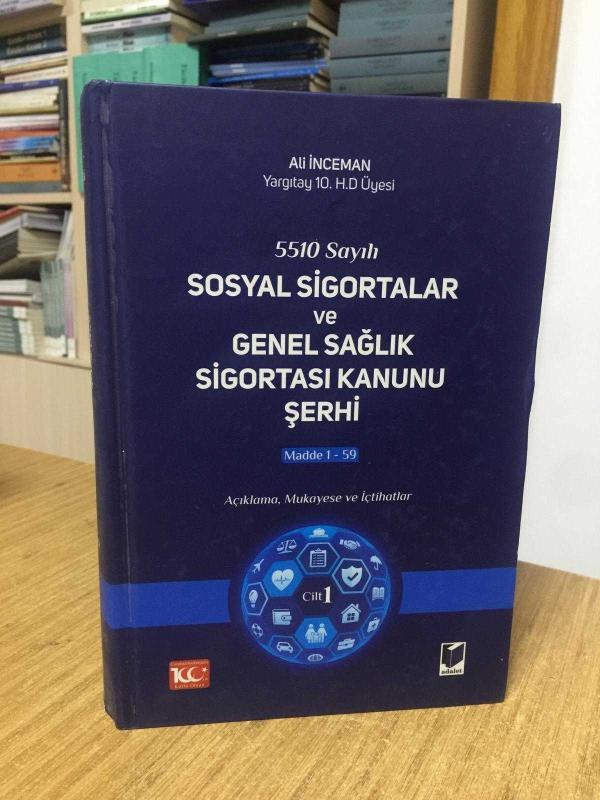 Ali İNCEMAN
Yargıtay 10. H.D Üyesi
5510 Sayılı
SOSYAL SİGORTALAR
ve
GENEL SAĞLIK
SİGORTASI KANUNU
ŞERHİ
Madde 1 - 59
Açıklama, Mukayese ve İçtihatlar
Cilt 1
100
adalet